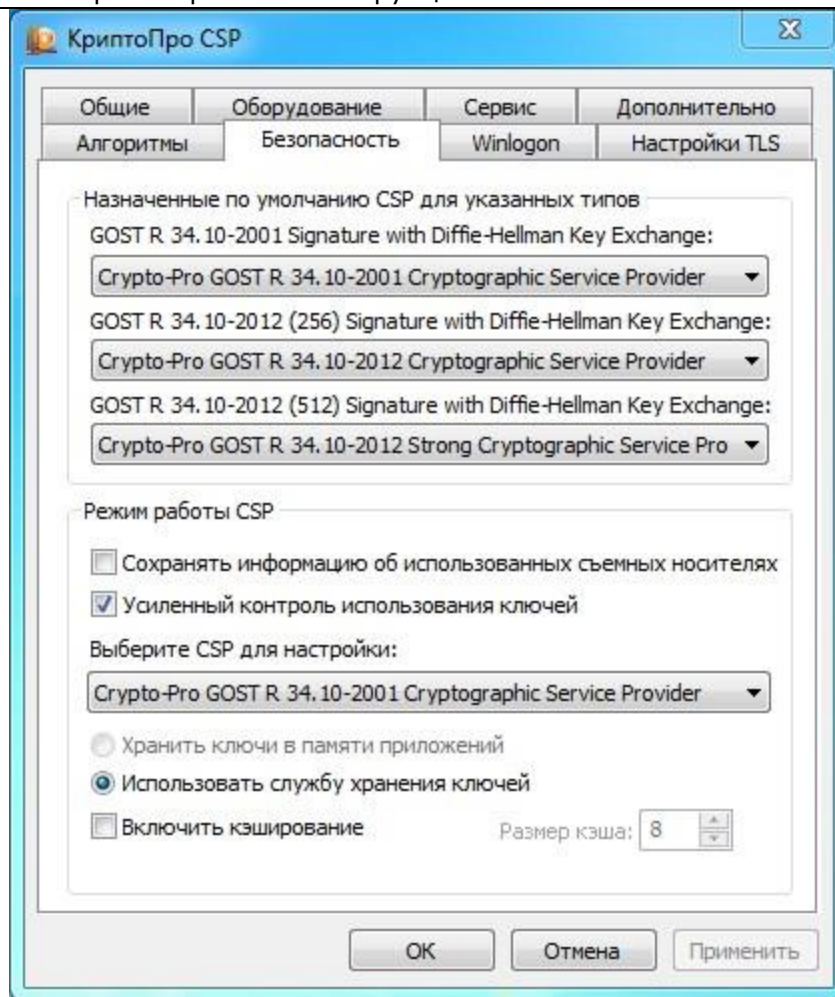 КриптоПро CSP
Общие Оборудование Сервис Дополнительно
Алгоритмы Безопасность Winlogon Настройки TLS
Назначенные по умолчанию CSP для указанных типов
GOST R 34.10-2001 Signature with Diffie-Hellman Key Exchange:
Crypto-Pro GOST R 34.10-2001 Cryptographic Service Provider
GOST R 34.10-2012 (256) Signature with Diffie-Hellman Key Exchange:
Crypto-Pro GOST R 34.10-2012 Cryptographic Service Provider
GOST R 34.10-2012 (512) Signature with Diffie-Hellman Key Exchange:
Crypto-Pro GOST R 34.10-2012 Strong Cryptographic Service Pro
Режим работы CSP
Сохранять информацию об использованных съемных носителях
Усиленный контроль использования ключей
Выберите CSP для настройки:
Crypto-Pro GOST R 34.10-2001 Cryptographic Service Provider
Хранить ключи в памяти приложений
Использовать службу хранения ключей
Включить кэширование Размер кэша: 8
ОК Отмена Применить